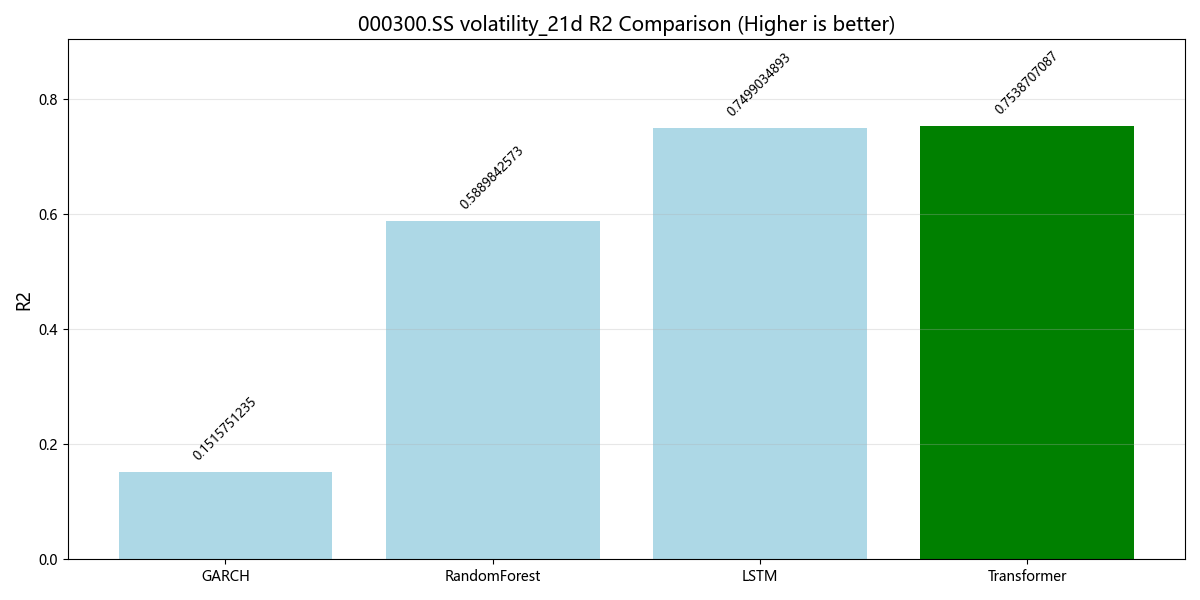 000300.SS volatility_21d R2 Comparison (Higher is better)
R2
0.8
0.6
0.4
0.2
0.0
0.1515751235
0.5889842573
0.7499034893
0.7538707087
GARCH
RandomForest
LSTM
Transformer